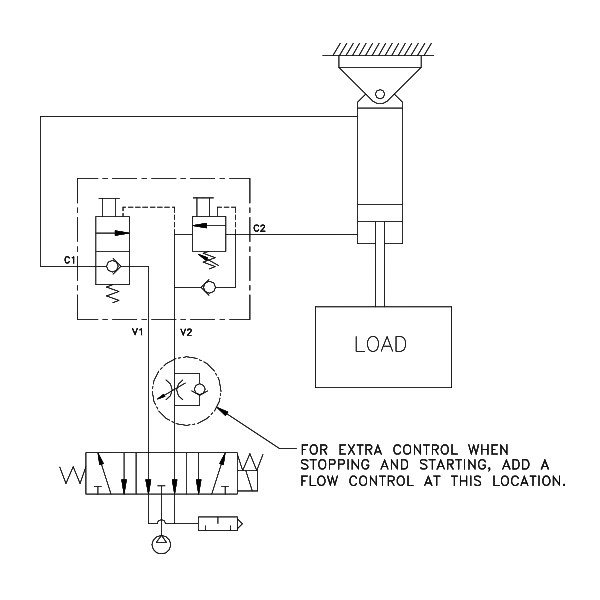 C1
C2
V1
V2
LOAD
FOR EXTRA CONTROL WHEN
STOPPING AND STARTING, ADD A
FLOW CONTROL AT THIS LOCATION.